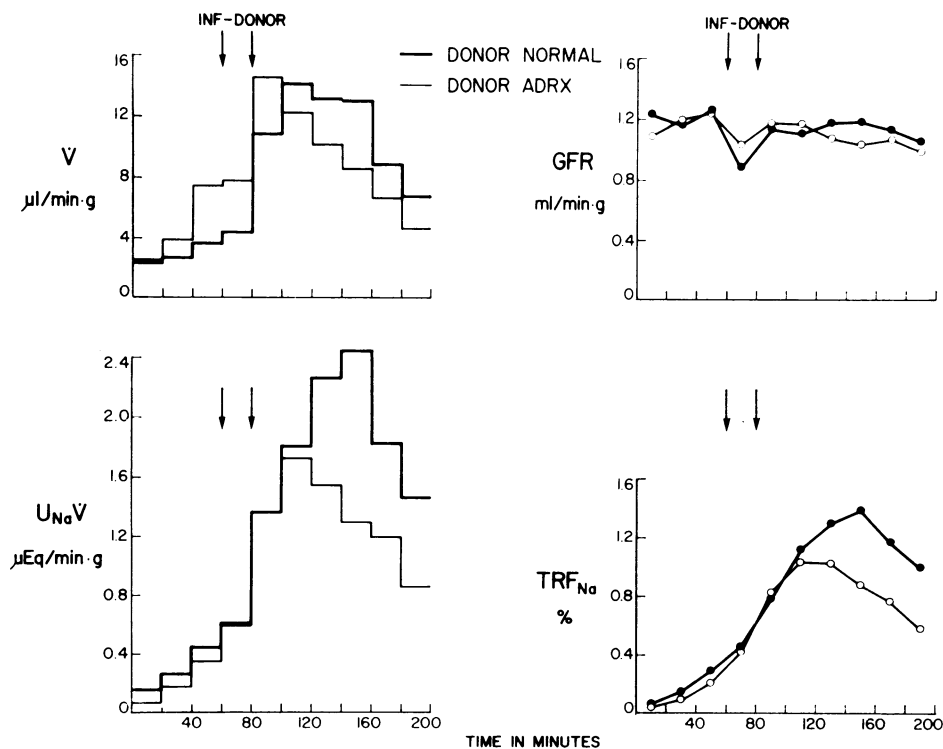 INF-DONOR
DONOR NORMAL
DONOR ADRX
16
12
8
4
0
V̇
µl/min·g
INF-DONOR
1.6
1.2
0.8
0.4
0
GFR
ml/min·g
2.4
2.0
1.6
1.2
0.8
0.4
0
UNaV̇
µEq/min·g
40
80
120
160
200
1.6
1.2
0.8
0.4
0
TRFNa
%
40
80
120
160
200
TIME IN MINUTES